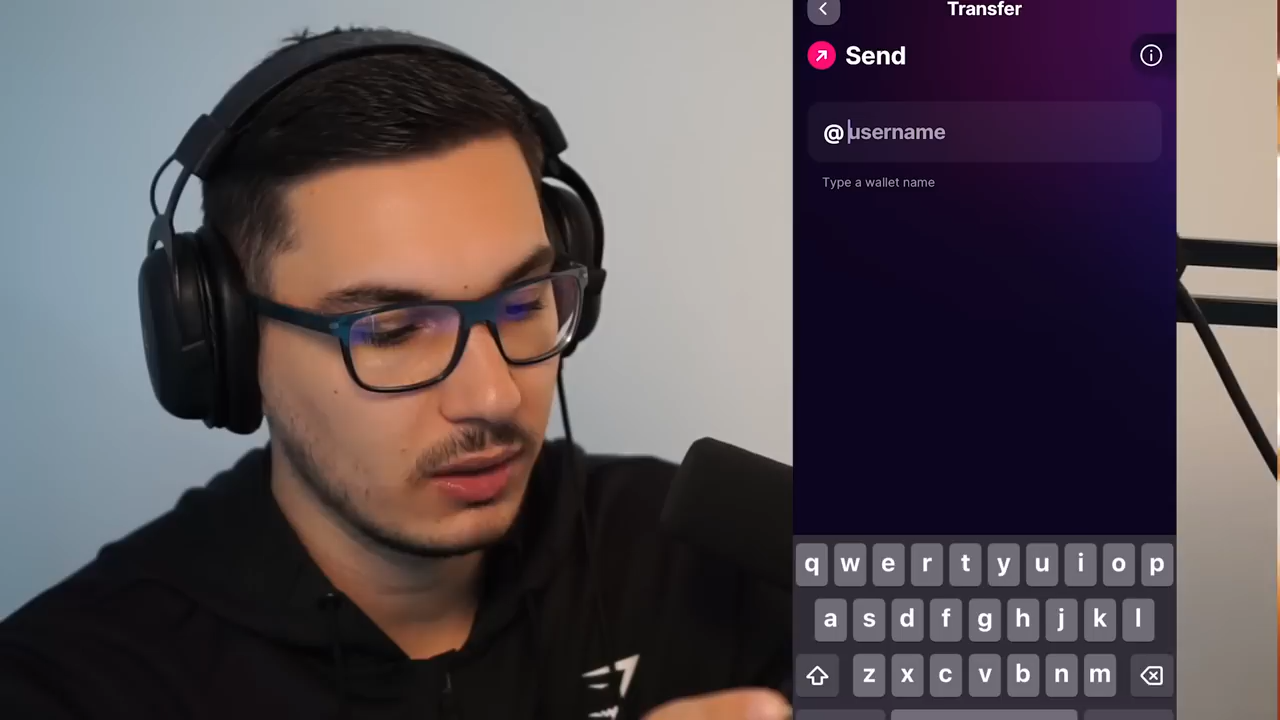 Transfer
Send
@username
Type a wallet name
q w e r t y u i o p
a s d f g h j k l
z x c v b n m